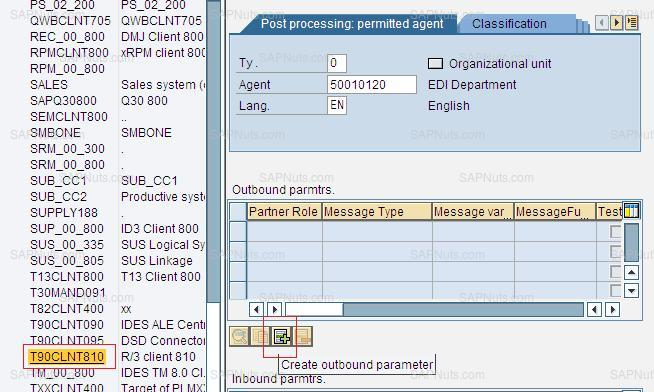 PS_02_200 PS_02_200
QWBCLNT705 QWBCLNT705
REC_00_800 DMJ Client 800
RPMCLNT800 xRPM client 800
RPM_00_800
SALES Sales system (
SAPQ30800 Q30 800
SEMCLNT800 .
SMBONE .
SRM_00_300 .
SRM_00_800 .
SUB_CC1 SUB_CC1
SUB_CC2 Productive syste
SUPPLY188 .
SUP_00_800 ID3 Client 800
SUS_00_335 SUS Logical Sy
SUS_00_805 SUS Linkage
T13CLNT800 T13 Client 800
T30MAND091
T82CLNT400 xx
T90CLNT090 IDES ALE Centr
T90CLNT095 DSD Connector
T90CLNT810 R/3 client 810
TM_00_800 IDES TM 8.0 Cl
TXXCLNT400 Target of PLMXX
Post processing: permitted agent Classification
Ty. O Organizational unit
Agent 50010120 EDI Department
Lang. EN English
Outbound parmtrs.
Partner Role Message Type Message var... MessageFu... Test
Create outbound parameter
Inbound parmtrs.
SAPNuts.com